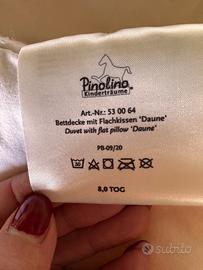 Pinolino
Kinderträume
Art.-Nr.: 53 00 64
Bettdecke mit Flachkissen 'Daune'
Duvet with flat pillow 'Daune'
PB-09/20
30
8,0 TOG
subito